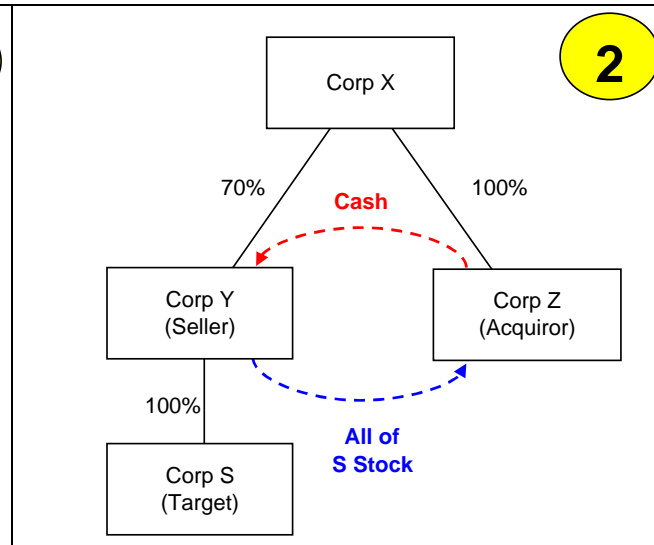 2
Corp X
70%
100%
Cash
Corp Y
(Seller)
Corp Z
(Acquiror)
100%
All of
S Stock
Corp S
(Target)